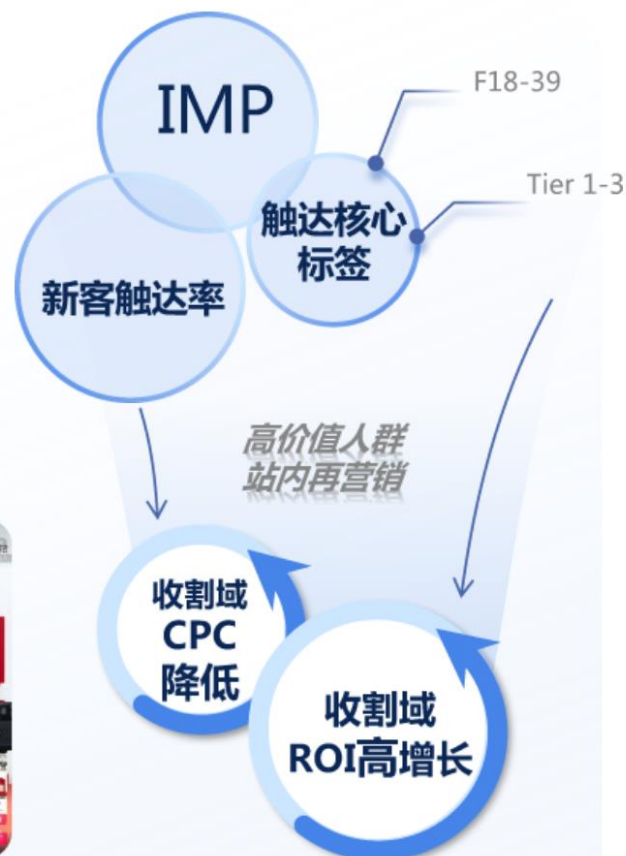 IMP
F18-39
Tier 1-3
触达核心
标签
新客触达率
高价值人群
站内再营销
收割域
CPC
降低
收割域
ROI高增长